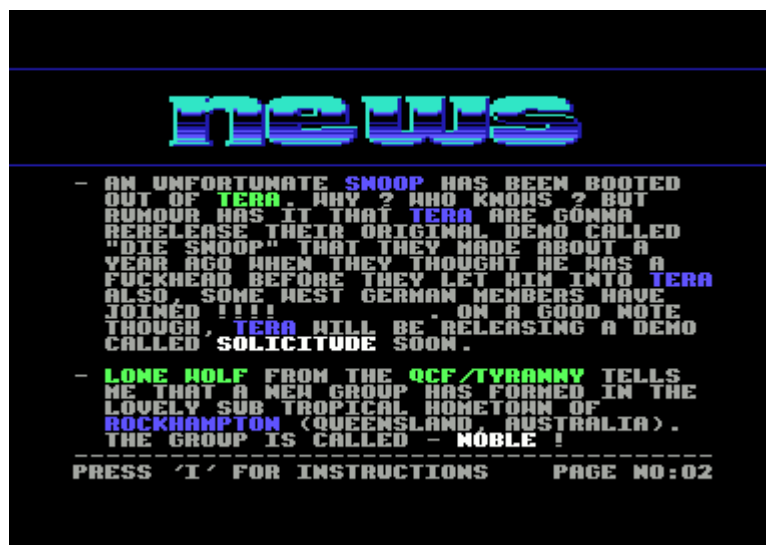 news
- AN UNFORTUNATE SNOOP HAS BEEN BOOTED
OUT OF TERA. WHY ? WHO KNOWS ? BUT
RUMOUR HAS IT THAT TERA ARE GONNA
RERELEASE THEIR ORIGINAL DEMO CALLED
"DIE SNOOP" THAT THEY MADE ABOUT A
YEAR AGO WHEN THEY THOUGHT HE WAS A
FUCKHEAD BEFORE THEY LET HIM INTO TERA
ALSO, SOME WEST GERMAN MEMBERS HAVE
JOINED !!!! . ON A GOOD NOTE
THOUGH, TERA WILL BE RELEASING A DEMO
CALLED SOLICITUDE SOON.
- LONE WOLF FROM THE QCF/TYRANNY TELLS
ME THAT A NEW GROUP HAS FORMED IN THE
LOVELY SUB TROPICAL HOMETOWN OF
ROCKHAMPTON (QUEENSLAND, AUSTRALIA).
THE GROUP IS CALLED - NOBLE !
----------------------------------------
PRESS 'I' FOR INSTRUCTIONS PAGE NO:02